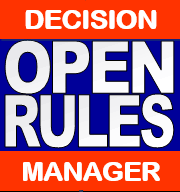 DECISION
OPEN
RULES
MANAGER